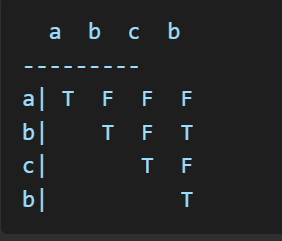 a  b  c  b
---------
a| T  F  F  F
b|    T  F  T
c|       T  F
b|          T